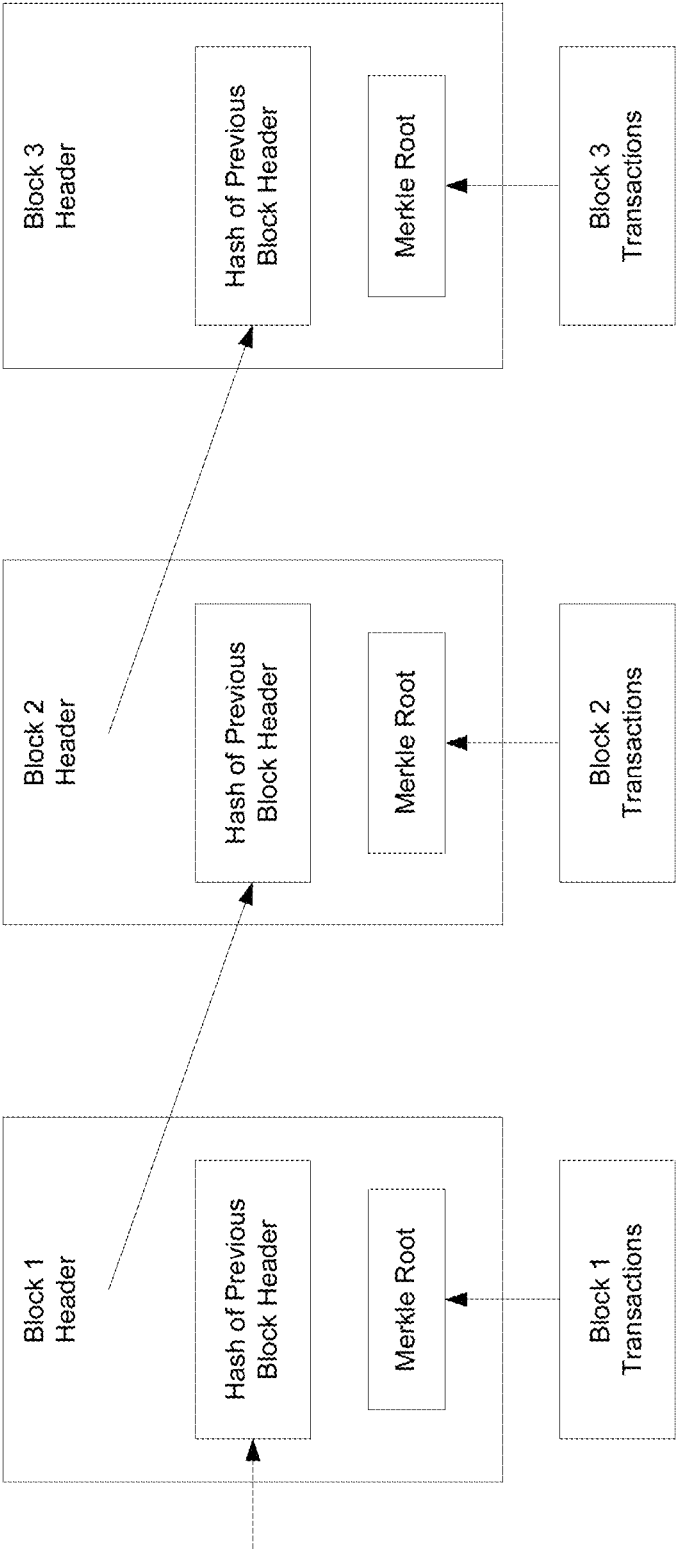 Block 1
Header
Hash of Previous
Block Header
Merkle Root
Block 1
Transactions
Block 2
Header
Hash of Previous
Block Header
Merkle Root
Block 2
Transactions
Block 3
Header
Hash of Previous
Block Header
Merkle Root
Block 3
Transactions